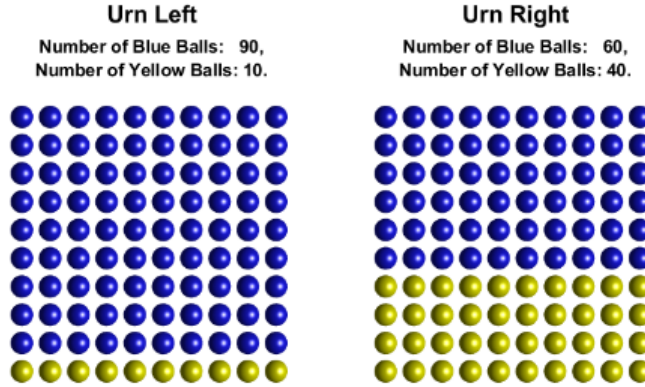 Urn Left
Number of Blue Balls: 90,
Number of Yellow Balls: 10.
Urn Right
Number of Blue Balls: 60,
Number of Yellow Balls: 40.